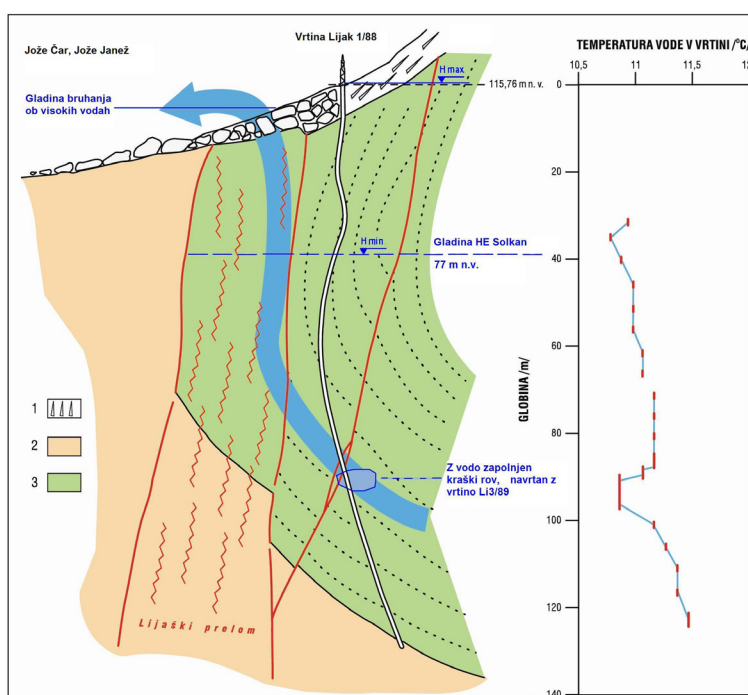 Jože Čar, Jože Janež
Vrtina Lijak 1/88
TEMPERATURA VODE V VRTINI /°C/
10,5
11
11,5
H max
115,76 m n. v.
Gladina bruhanja
ob visokih vodah
H min
Gladina HE Solkan
77 m n.v.
Z vodo zapolnjen
kraški rov, navrtan z
vrtino Li3/89
1
2
3
Lijaški prelom
GLOBINA /m/
0
20
40
60
80
100
120
140